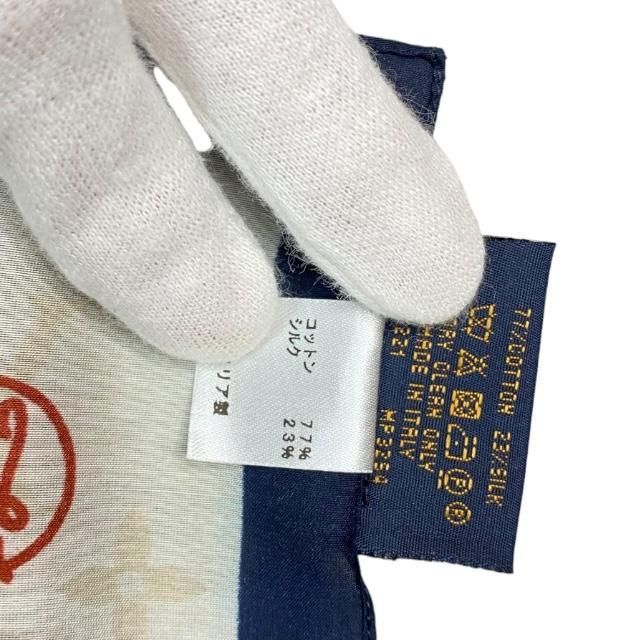 コットン 77%
シルク 23%
リア製
77/COTTON 23/SILK
DRY CLEAN ONLY
MADE IN ITALY
MP3294